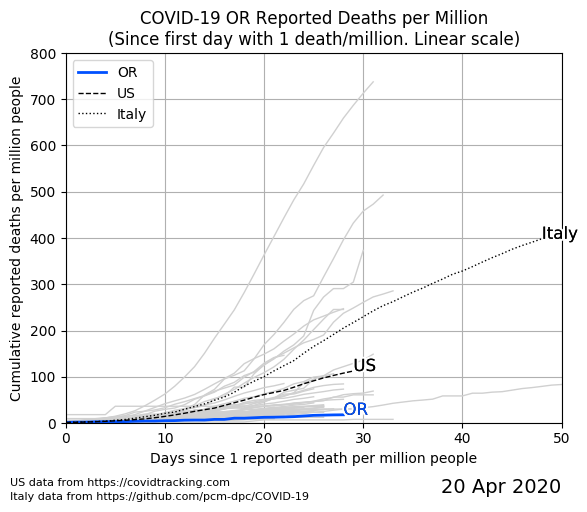 COVID-19 OR Reported Deaths per Million
(Since first day with 1 death/million. Linear scale)
Cumulative reported deaths per million people
800
700
600
500
400
300
200
100
0
OR
US
Italy
Italy
US
OR
0 10 20 30 40 50
Days since 1 reported death per million people
US data from https://covidtracking.com
Italy data from https://github.com/pcm-dpc/COVID-19
20 Apr 2020